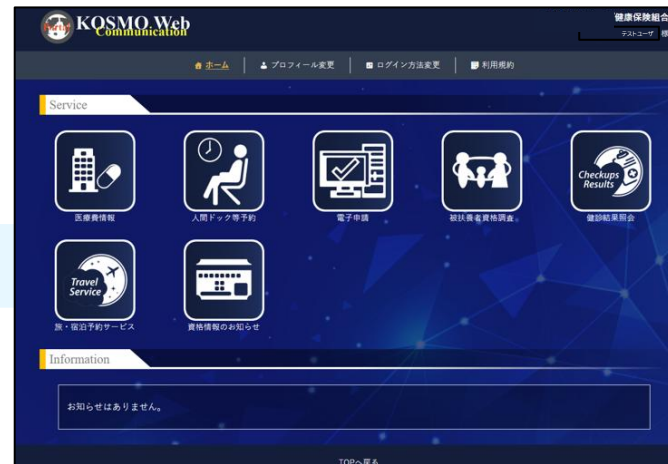 Portal
KOSMO Web
Communication
健康保険組合
テストユーザ 様
ホーム
プロフィール変更
ログイン方法変更
利用規約
Service
医療費情報
人間ドック等予約
電子申請
被扶養者資格調査
Checkups
Results
健診結果照会
Travel
Service
旅・宿泊予約サービス
資格情報のお知らせ
Information
お知らせはありません。
TOPへ戻る